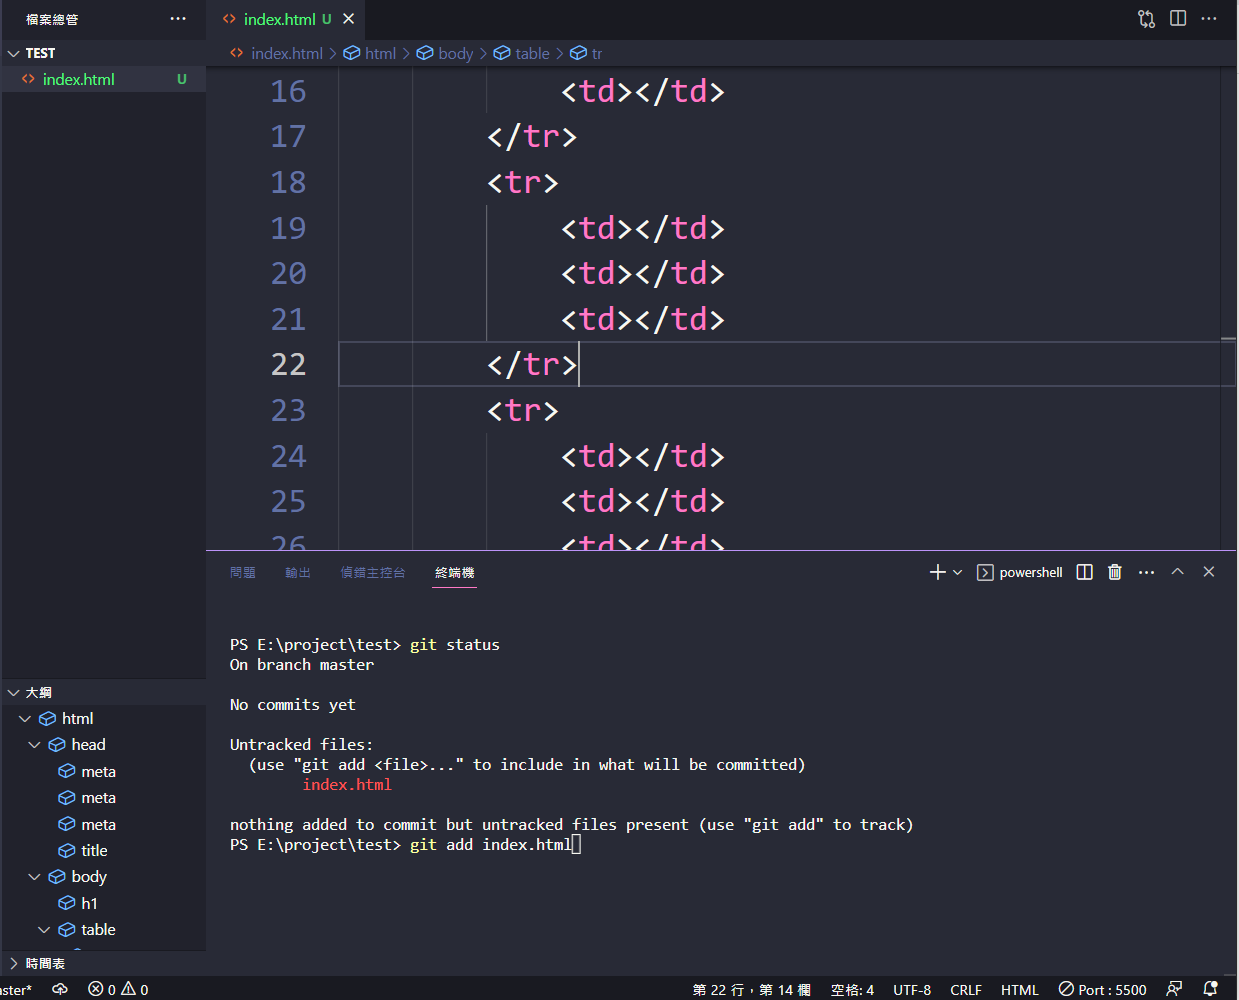 檔案總管
TEST
index.html U
大綱
html
head
meta
meta
meta
title
body
h1
table
時間表
index.html U
index.html > html > body > table > tr
16 <td></td>
17 </tr>
18 <tr>
19 <td></td>
20 <td></td>
21 <td></td>
22 </tr>
23 <tr>
24 <td></td>
25 <td></td>
26 <td></td>
問題 輸出 偵錯主控台 終端機
powershell
PS E:\project\test> git status
On branch master
No commits yet
Untracked files:
(use "git add <file>..." to include in what will be committed)
index.html
nothing added to commit but untracked files present (use "git add" to track)
PS E:\project\test> git add index.html
ster* 0 0 第 22 行，第 14 欄 空格: 4 UTF-8 CRLF HTML Port : 5500